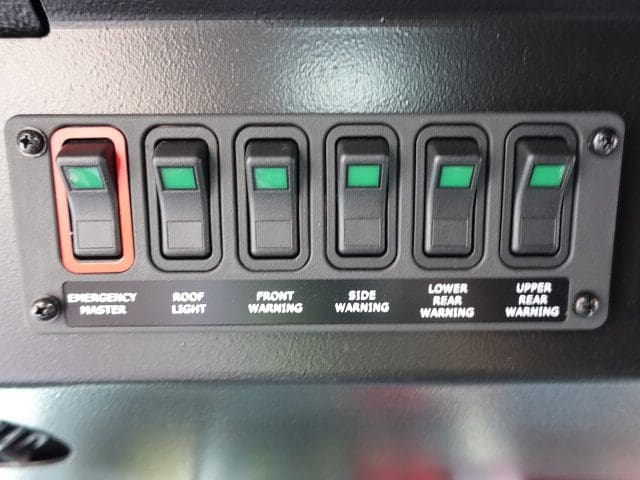 EMERGENCY
MASTER
ROOF
LIGHT
FRONT
WARNING
SIDE
WARNING
LOWER
REAR
WARNING
UPPER
REAR
WARNING